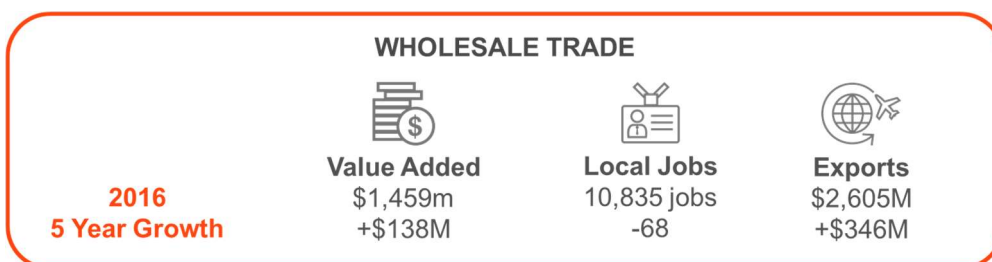 WHOLESALE TRADE
$
Value Added Local Jobs Exports
2016 $1,459m 10,835 jobs $2,605M
5 Year Growth +$138M -68 +$346M